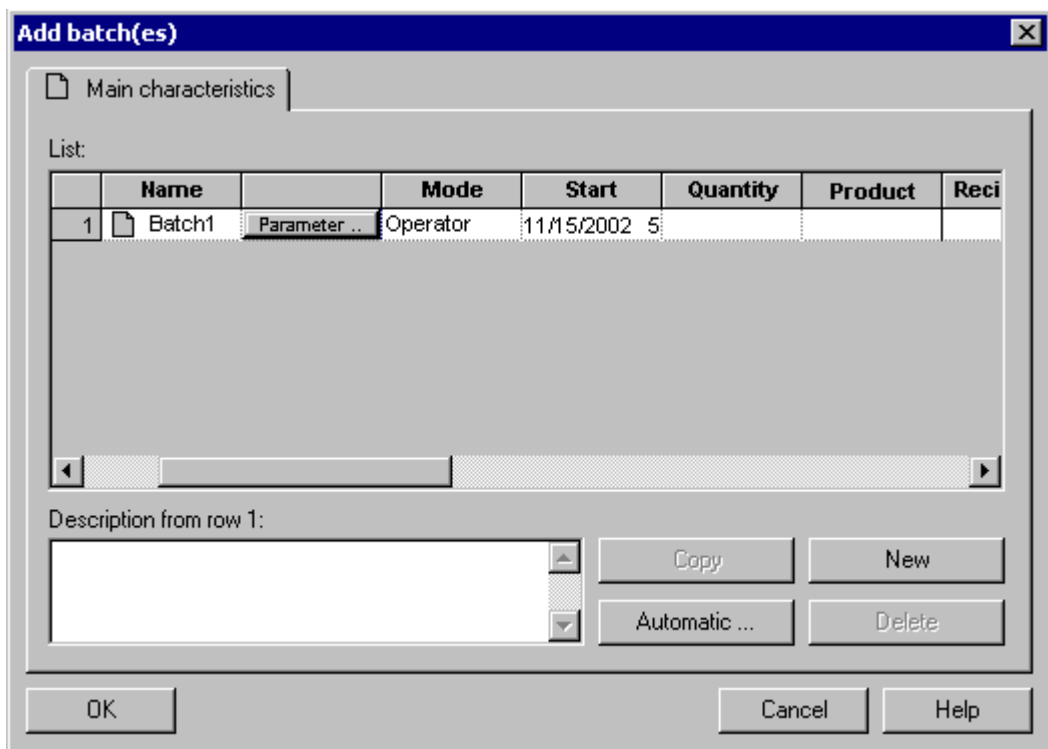 Add batch(es)
Main characteristics
List:
Name Mode Start Quantity Product Reci
1 Batch1 Parameter .. Operator 11/15/2002 5
Description from row 1:
Copy New
Automatic ... Delete
OK Cancel Help